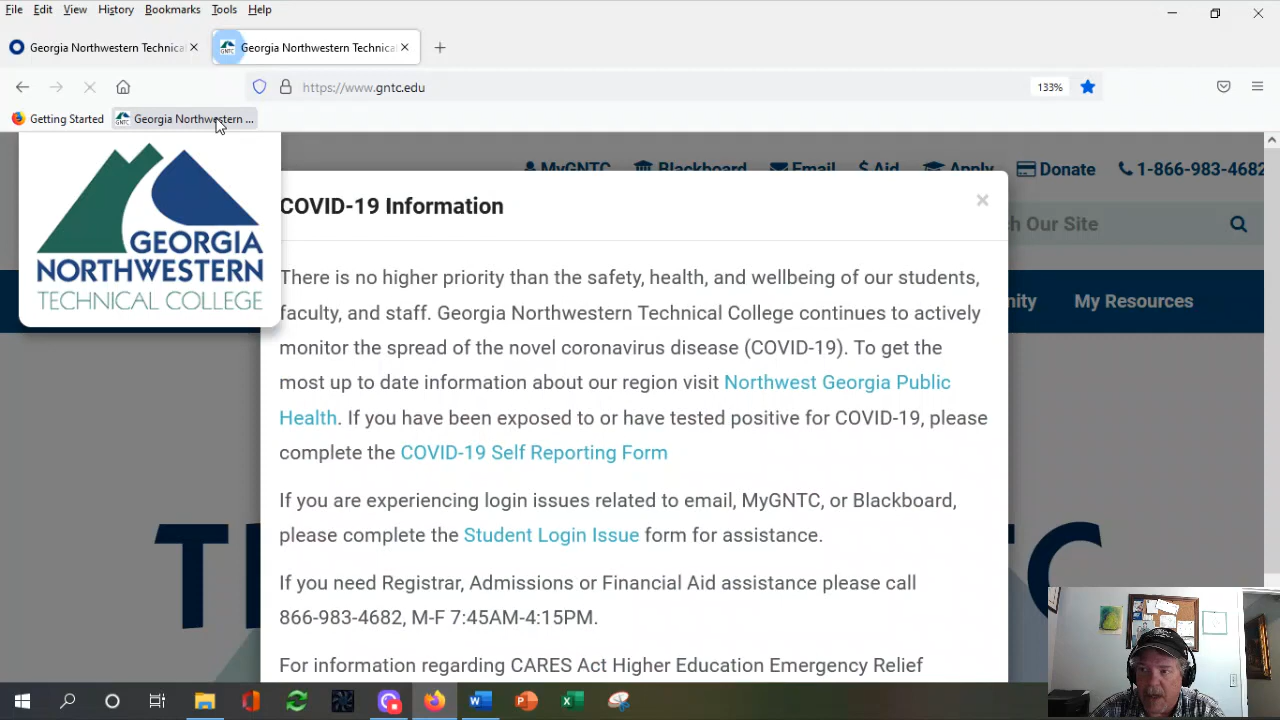 File Edit View History Bookmarks Tools Help
Georgia Northwestern Technica
Georgia Northwestern Technica
https://www.gntc.edu
133%
Getting Started
GNTC
Georgia Northwestern ...
MyGNTC
Blackboard
Email
$ Aid
Apply
Donate
1-866-983-4682
GEORGIA
NORTHWESTERN
TECHNICAL COLLEGE
COVID-19 Information
×
h Our Site
nity
My Resources
There is no higher priority than the safety, health, and wellbeing of our students,
faculty, and staff. Georgia Northwestern Technical College continues to actively
monitor the spread of the novel coronavirus disease (COVID-19). To get the
most up to date information about our region visit Northwest Georgia Public
Health. If you have been exposed to or have tested positive for COVID-19, please
complete the COVID-19 Self Reporting Form
If you are experiencing login issues related to email, MyGNTC, or Blackboard,
please complete the Student Login Issue form for assistance.
If you need Registrar, Admissions or Financial Aid assistance please call
866-983-4682, M-F 7:45AM-4:15PM.
For information regarding CARES Act Higher Education Emergency Relief
T
C